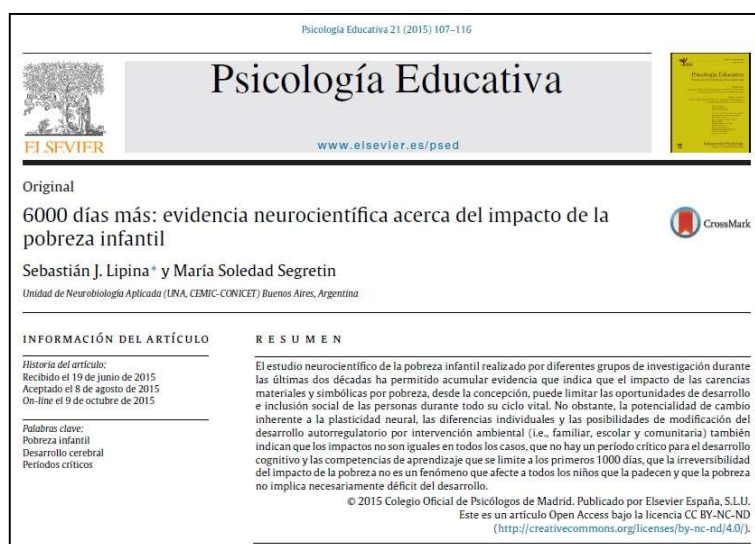 Psicología Educativa 21 (2015) 107–116
Psicología Educativa
www.elsevier.es/psed
ELSEVIER
Original
6000 días más: evidencia neurocientífica acerca del impacto de la
pobreza infantil
CrossMark
Sebastián J. Lipina* y María Soledad Segretin
Unidad de Neurobiología Aplicada (UNA, CEMIC-CONICET) Buenos Aires, Argentina
INFORMACIÓN DEL ARTÍCULO
Historia del artículo:
Recibido el 19 de junio de 2015
Aceptado el 8 de agosto de 2015
On-line el 9 de octubre de 2015
Palabras clave:
Pobreza infantil
Desarrollo cerebral
Períodos críticos
RESUMEN
El estudio neurocientífico de la pobreza infantil realizado por diferentes grupos de investigación durante
las últimas dos décadas ha permitido acumular evidencia que indica que el impacto de las carencias
materiales y simbólicas por pobreza, desde la concepción, puede limitar las oportunidades de desarrollo
e inclusión social de las personas durante todo su ciclo vital. No obstante, la potencialidad de cambio
inherente a la plasticidad neural, las diferencias individuales y las posibilidades de modificación del
desarrollo autorregulatorio por intervención ambiental (i.e., familiar, escolar y comunitaria) también
indican que los impactos no son iguales en todos los casos, que no hay un período crítico para el desarrollo
cognitivo y las competencias de aprendizaje que se limite a los primeros 1000 días, que la irreversibilidad
del impacto de la pobreza no es un fenómeno que afecte a todos los niños que la padecen y que la pobreza
no implica necesariamente déficit del desarrollo.
© 2015 Colegio Oficial de Psicólogos de Madrid. Publicado por Elsevier España, S.L.U.
Este es un artículo Open Access bajo la licencia CC BY-NC-ND
(http://creativecommons.org/licenses/by-nc-nd/4.0/).
Psicología Educativa